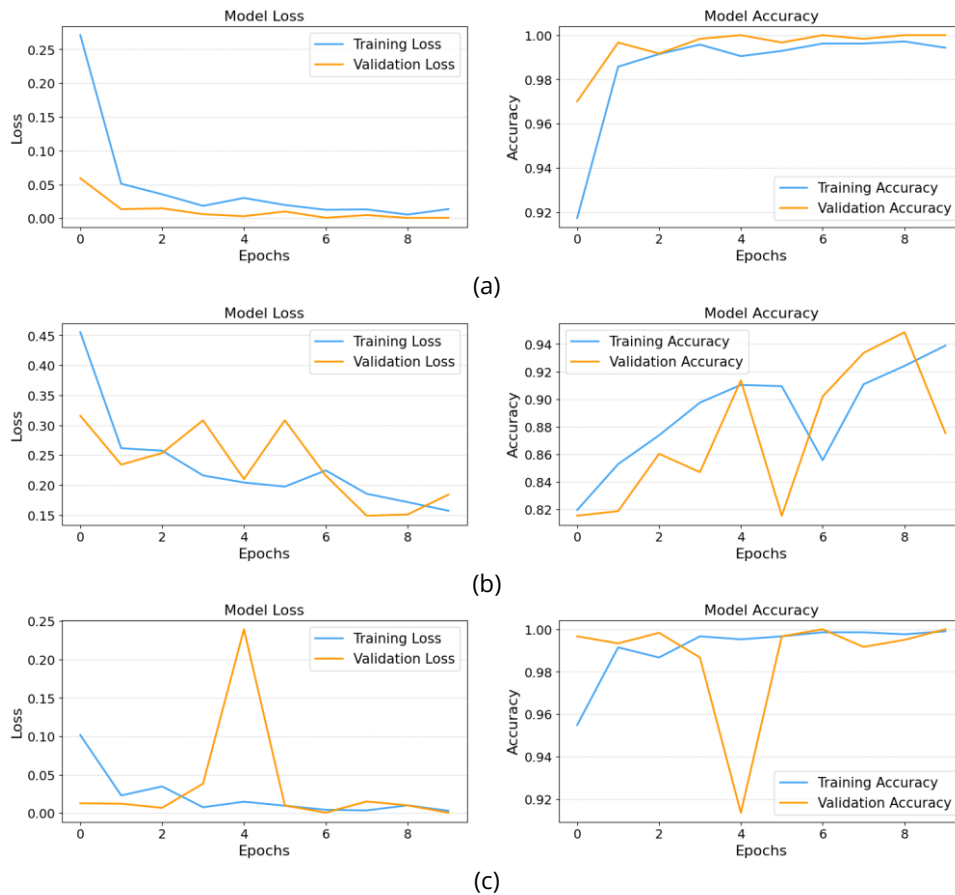 Model Loss
Loss
0.25
0.20
0.15
0.10
0.05
0.00
Training Loss
Validation Loss
0 2 4 6 8
Epochs
Model Accuracy
Accuracy
1.00
0.98
0.96
0.94
0.92
Training Accuracy
Validation Accuracy
0 2 4 6 8
Epochs
(a)
Model Loss
Loss
0.45
0.40
0.35
0.30
0.25
0.20
0.15
Training Loss
Validation Loss
0 2 4 6 8
Epochs
Model Accuracy
Accuracy
0.94
0.92
0.90
0.88
0.86
0.84
0.82
Training Accuracy
Validation Accuracy
0 2 4 6 8
Epochs
(b)
Model Loss
Loss
0.25
0.20
0.15
0.10
0.05
0.00
Training Loss
Validation Loss
0 2 4 6 8
Epochs
Model Accuracy
Accuracy
1.00
0.98
0.96
0.94
0.92
Training Accuracy
Validation Accuracy
0 2 4 6 8
Epochs
(c)